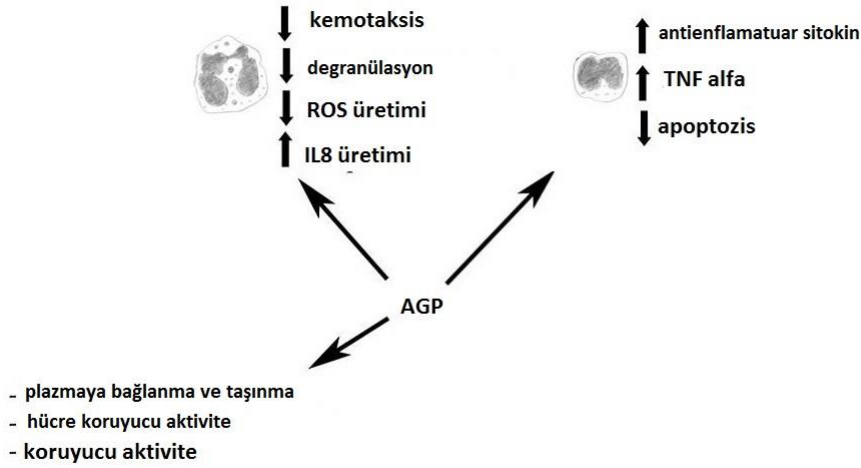 kemotaksis
degranülasyon
ROS üretimi
IL8 üretimi
antienflamatuar sitokin
TNF alfa
apoptozis
AGP
- plazmaya bağlanma ve taşınma
- hücre koruyucu aktivite
- koruyucu aktivite